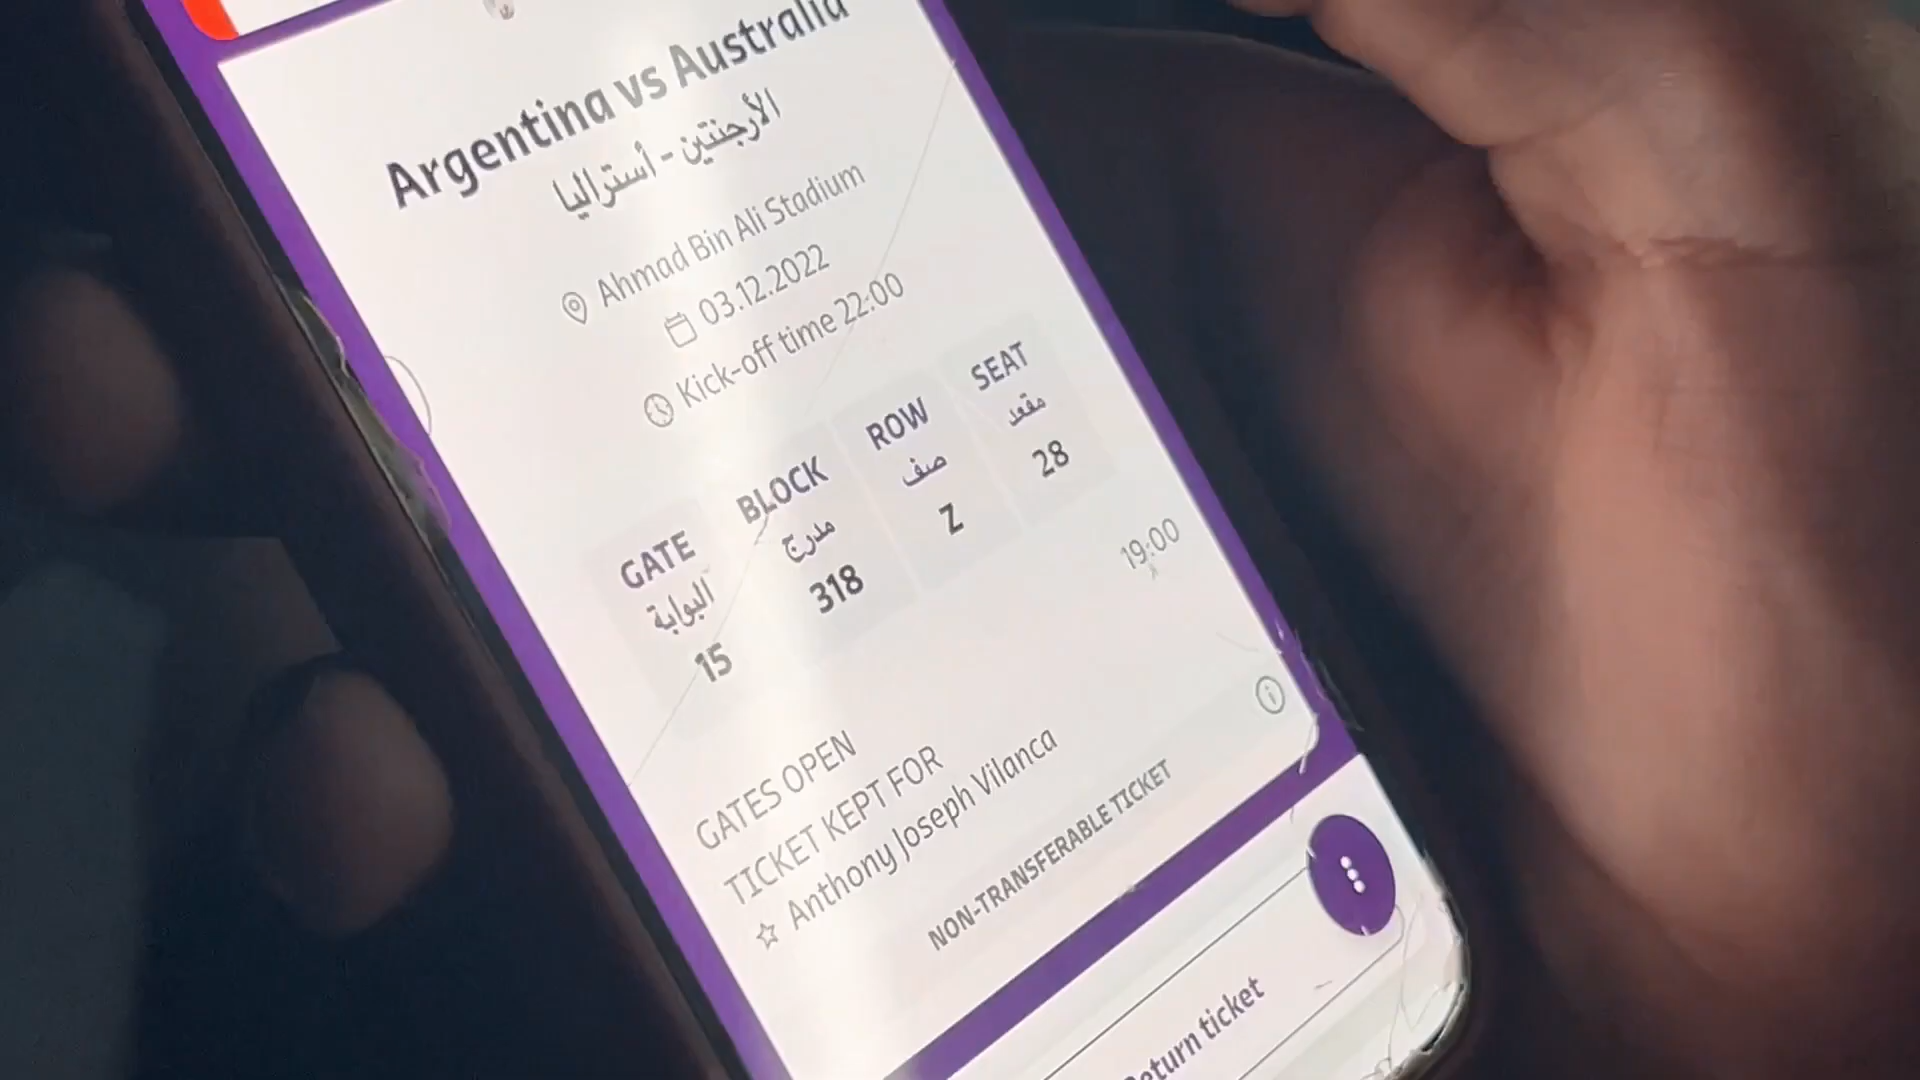 Argentina vs Australia
الأرجنتين - أستراليا
Ahmad Bin Ali Stadium
03.12.2022
Kick-off time 22:00
GATE BLOCK ROW SEAT
البوابة مدرج صف مقعد
15 318 Z 28
GATES OPEN 19:00
TICKET KEPT FOR
Anthony Joseph Vilanca
NON-TRANSFERABLE TICKET
Return ticket